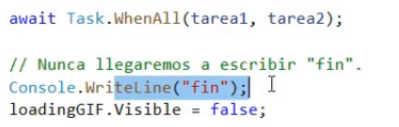 await Task.WhenAll(tarea1, tarea2);
// Nunca llegaremos a escribir "fin".
Console.WriteLine("fin");
loadingGIF.Visible = false;